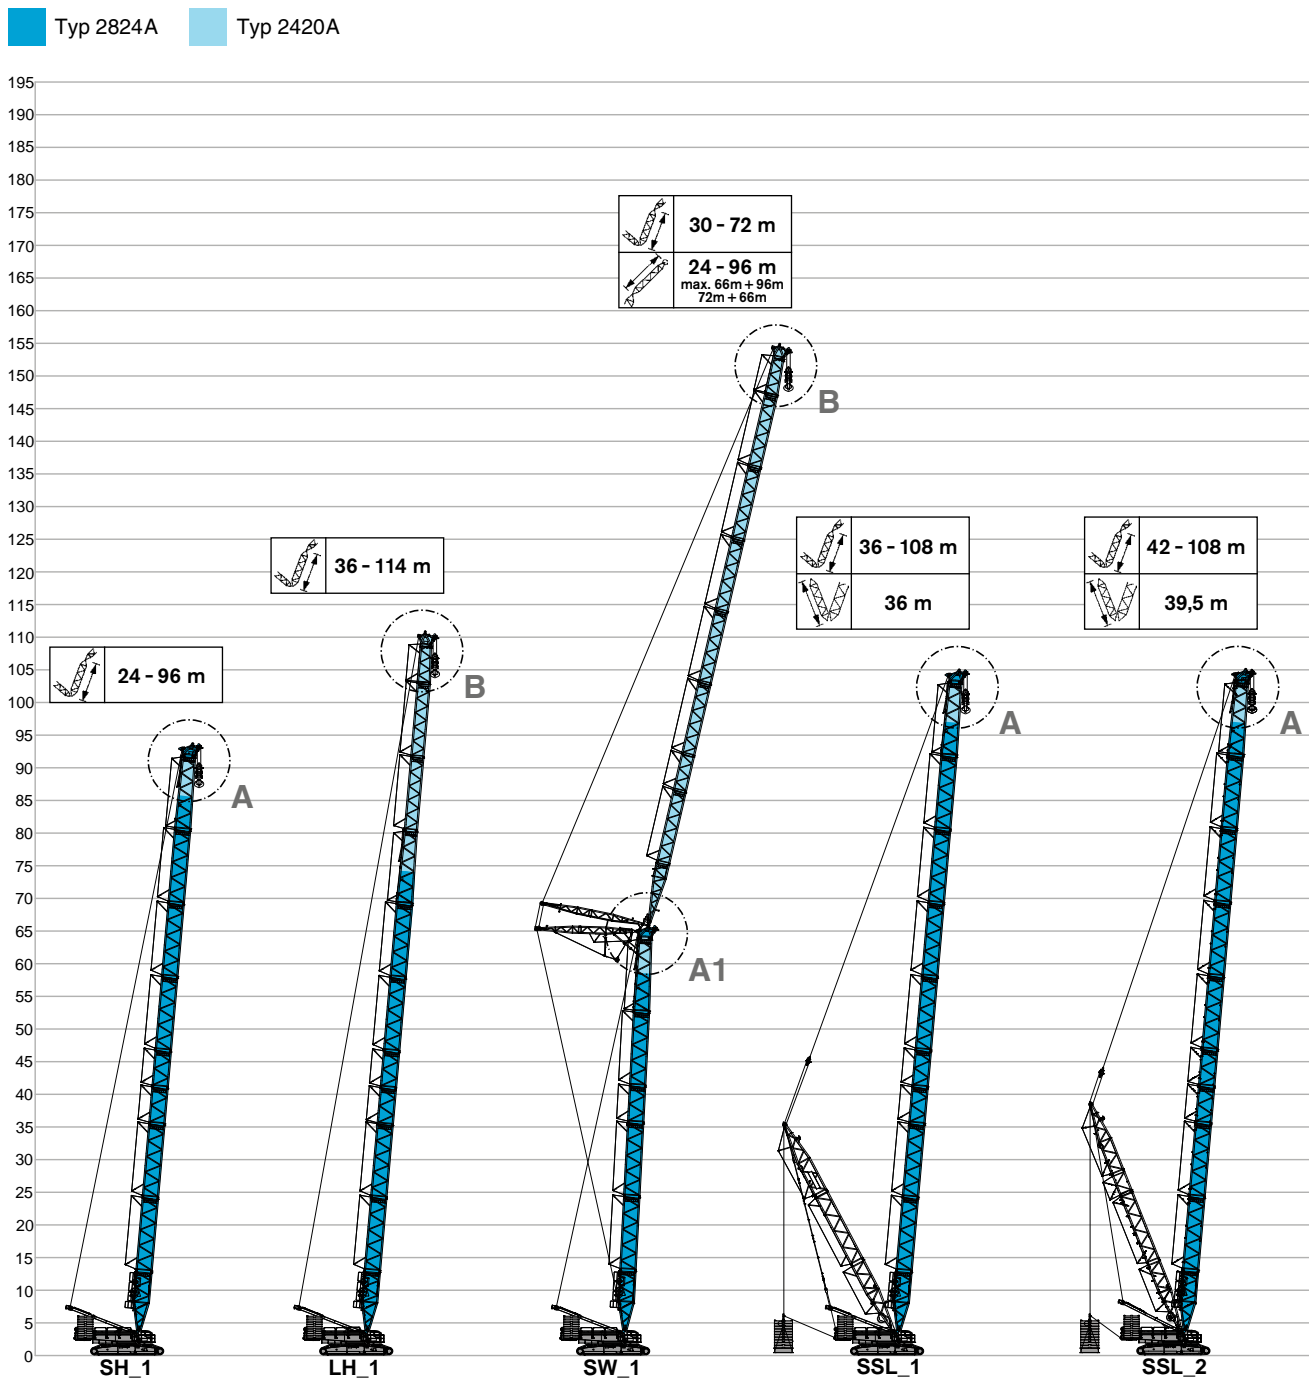 Typ 2824A Typ 2420A
195
190
185
180
175
170
165
160
155
150
145
140
135
130
125
120
115
110
105
100
95
90
85
80
75
70
65
60
55
50
45
40
35
30
25
20
15
10
5
0
24 - 96 m
A
SH_1
36 - 114 m
B
LH_1
30 - 72 m
24 - 96 m
max. 66m + 96m
72m + 66m
B
A1
SW_1
36 - 108 m
36 m
A
SSL_1
42 - 108 m
39,5 m
A
SSL_2